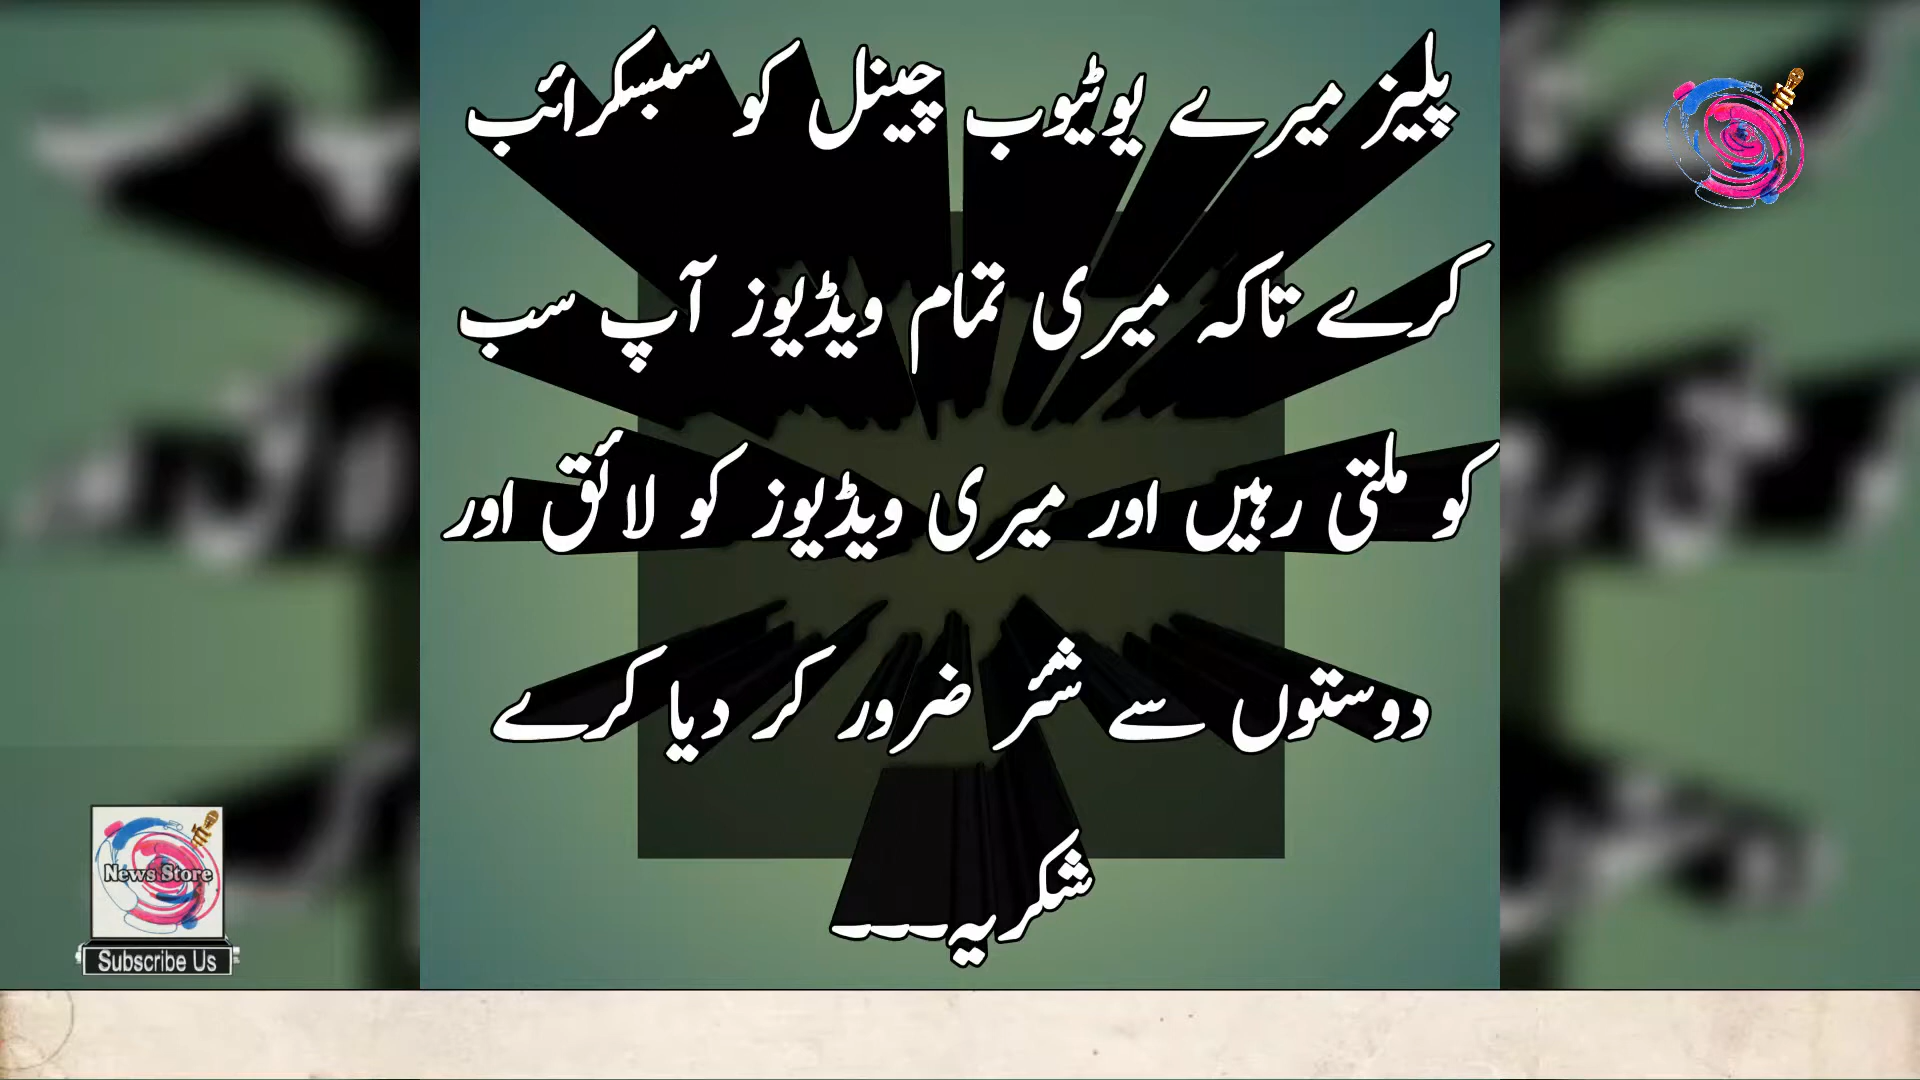 پلیز میرے یوٹیوب چینل کو سبسکرائب
کرے تاکہ میری تمام ویڈیوز آپ سب
کو ملتی رہیں اور میری ویڈیوز کو لائق اور
دوستوں سے شئر ضرور کر دیا کرے
شکریہ۔۔۔
News Store
Subscribe Us